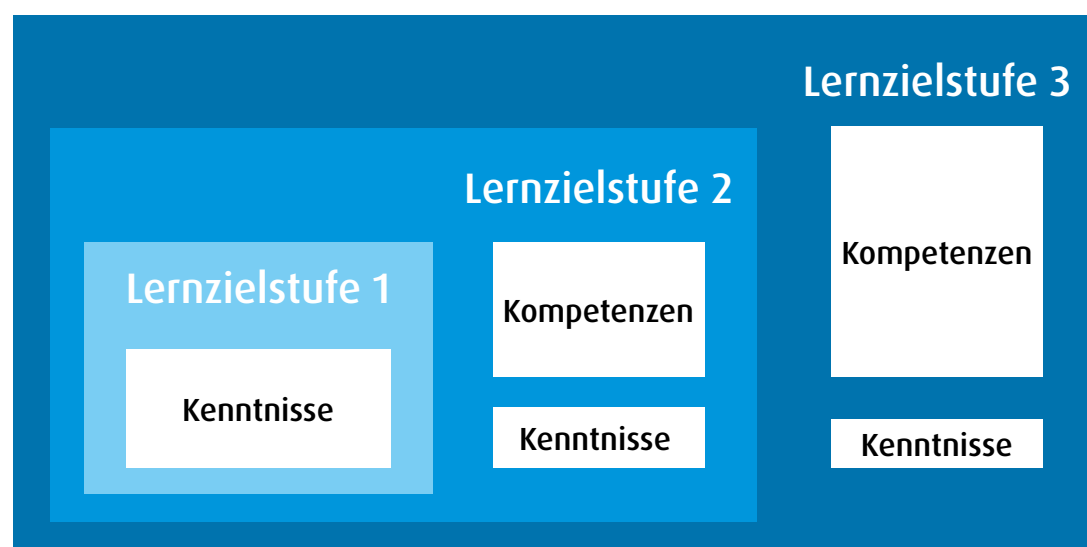 Lernzielstufe 3
Kompetenzen
Kenntnisse
Lernzielstufe 2
Kompetenzen
Kenntnisse
Lernzielstufe 1
Kenntnisse